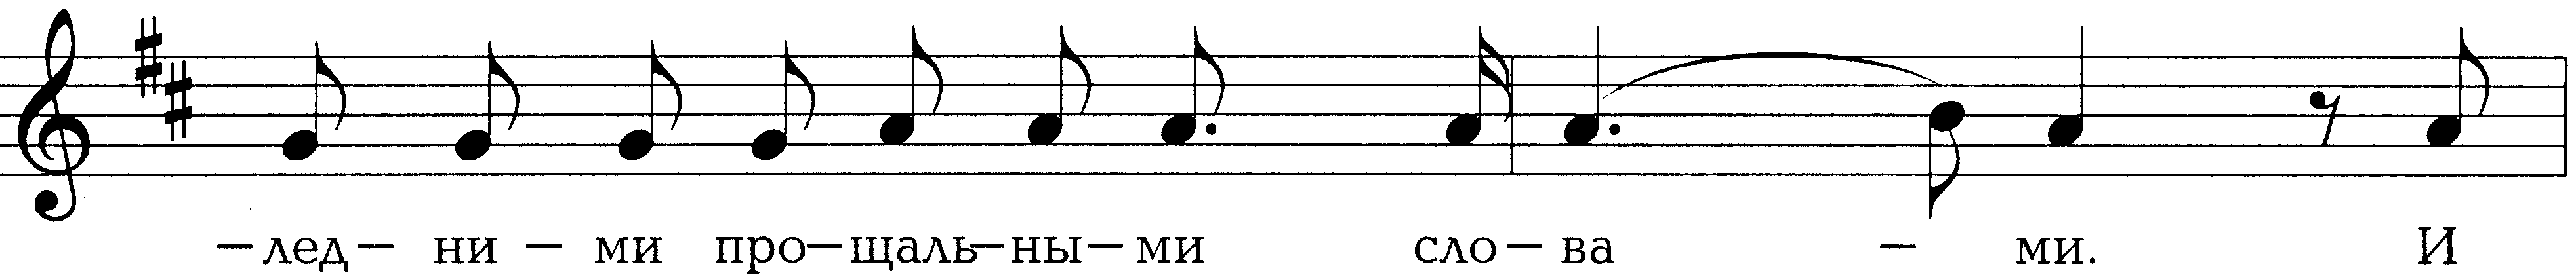 —лед— ни — ми про—щаль—ны—ми сло—ва — ми. И